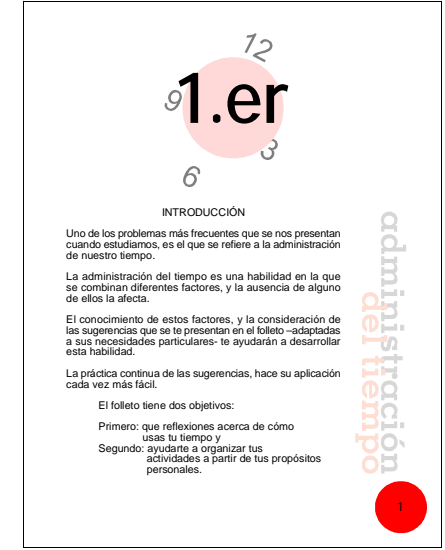 12
9
1.er
3
6
INTRODUCCIÓN
Uno de los problemas más frecuentes que se nos presentan
cuando estudiamos, es el que se refiere a la administración
de nuestro tiempo.
La administración del tiempo es una habilidad en la que
se combinan diferentes factores, y la ausencia de alguno
de ellos la afecta.
El conocimiento de estos factores, y la consideración de
las sugerencias que se te presentan en el folleto –adaptadas
a sus necesidades particulares- te ayudarán a desarrollar
esta habilidad.
La práctica continua de las sugerencias, hace su aplicación
cada vez más fácil.
El folleto tiene dos objetivos:
Primero: que reflexiones acerca de cómo
usas tu tiempo y
Segundo: ayudarte a organizar tus
actividades a partir de tus propósitos
personales.
administración
del tiempo
1